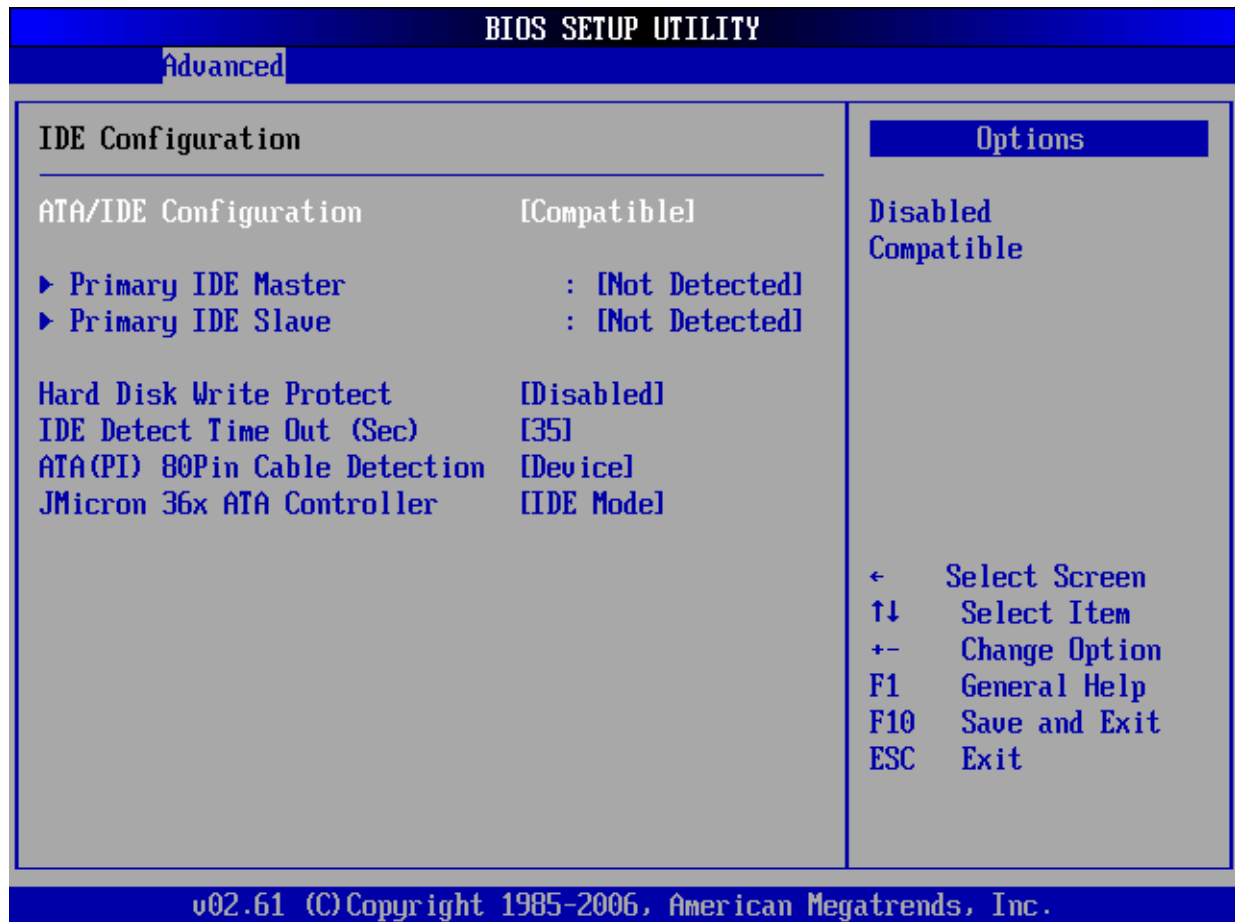 BIOS SETUP UTILITY
Advanced
IDE Configuration
ATA/IDE Configuration [Compatible]
▶ Primary IDE Master : [Not Detected]
▶ Primary IDE Slave : [Not Detected]
Hard Disk Write Protect [Disabled]
IDE Detect Time Out (Sec) [35]
ATA(PI) 80Pin Cable Detection [Device]
JMicron 36x ATA Controller [IDE Mode]
Options
Disabled
Compatible
← Select Screen
↑↓ Select Item
+- Change Option
F1 General Help
F10 Save and Exit
ESC Exit
v02.61 (C)Copyright 1985-2006, American Megatrends, Inc.